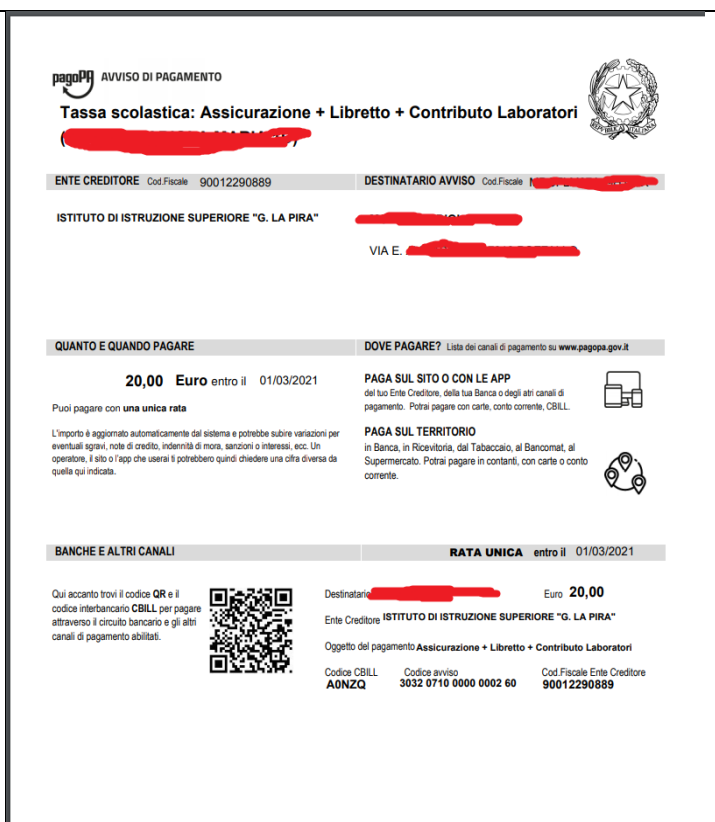 pagoPA AVVISO DI PAGAMENTO
Tassa scolastica: Assicurazione + Libretto + Contributo Laboratori
(
REPVBBLICA ITALIANA
ENTE CREDITORE Cod.Fiscale 90012290889
DESTINATARIO AVVISO Cod.Fiscale
ISTITUTO DI ISTRUZIONE SUPERIORE "G. LA PIRA"
VIA E.
QUANTO E QUANDO PAGARE
20,00 Euro entro il 01/03/2021
Puoi pagare con una unica rata
L'importo è aggiornato automaticamente dal sistema e potrebbe subire variazioni per
eventuali sgravi, note di credito, indennità di mora, sanzioni o interessi, ecc. Un
operatore, il sito o l'app che userai ti potrebbero quindi chiedere una cifra diversa da
quella qui indicata.
DOVE PAGARE? Lista dei canali di pagamento su www.pagopa.gov.it
PAGA SUL SITO O CON LE APP
del tuo Ente Creditore, della tua Banca o degli atri canali di
pagamento. Potrai pagare con carte, conto corrente, CBILL.
PAGA SUL TERRITORIO
in Banca, in Ricevitoria, dal Tabaccaio, al Bancomat, al
Supermercato. Potrai pagare in contanti, con carte o conto
corrente.
BANCHE E ALTRI CANALI
RATA UNICA entro il 01/03/2021
Qui accanto trovi il codice QR e il
codice interbancario CBILL per pagare
attraverso il circuito bancario e gli altri
canali di pagamento abilitati.
Destinatario Euro 20,00
Ente Creditore ISTITUTO DI ISTRUZIONE SUPERIORE "G. LA PIRA"
Oggetto del pagamento Assicurazione + Libretto + Contributo Laboratori
Codice CBILL Codice avviso Cod.Fiscale Ente Creditore
A0NZQ 3032 0710 0000 0002 60 90012290889